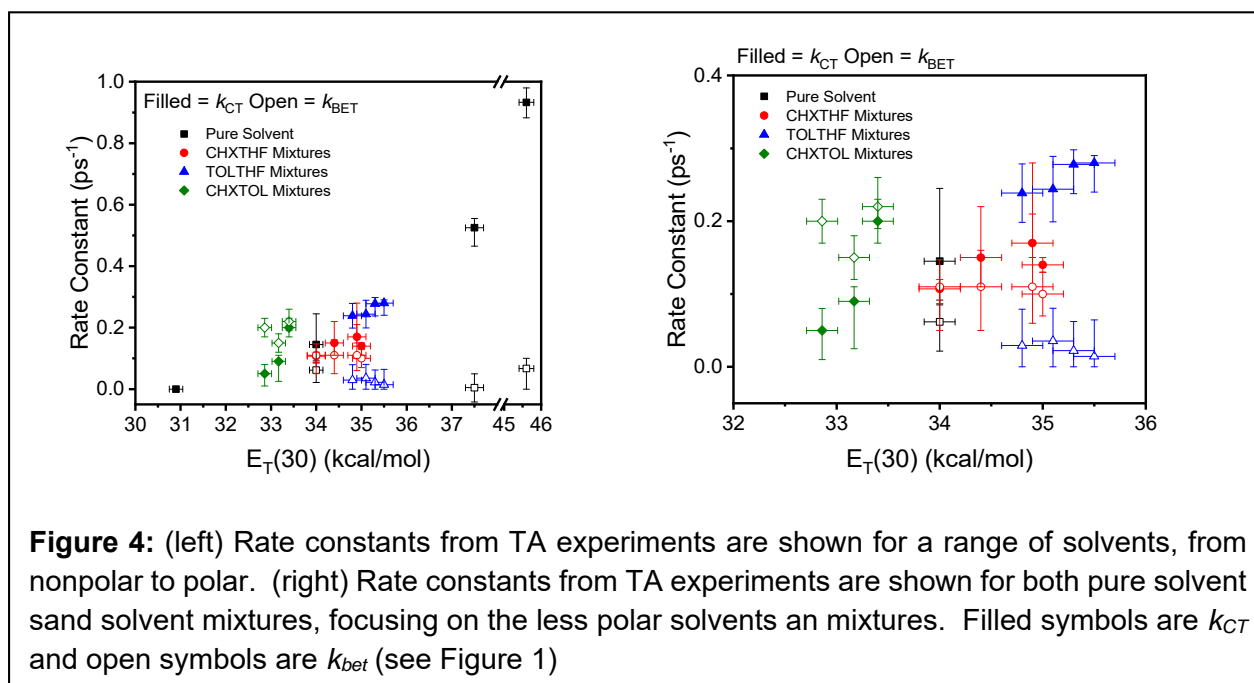 Filled = kCT Open = kBET
Pure Solvent
CHXTHF Mixtures
TOLTHF Mixtures
CHXTOL Mixtures
Rate Constant (ps-1)
1.0
0.8
0.6
0.4
0.2
0.0
30 31 32 33 34 35 36 37 45 46
ET(30) (kcal/mol)
Filled = kCT Open = kBET
Pure Solvent
CHXTHF Mixtures
TOLTHF Mixtures
CHXTOL Mixtures
Rate Constant (ps-1)
0.4
0.2
0.0
32 33 34 35 36
ET(30) (kcal/mol)
Figure 4: (left) Rate constants from TA experiments are shown for a range of solvents, from
nonpolar to polar. (right) Rate constants from TA experiments are shown for both pure solvent
sand solvent mixtures, focusing on the less polar solvents an mixtures. Filled symbols are kCT
and open symbols are kbet (see Figure 1)